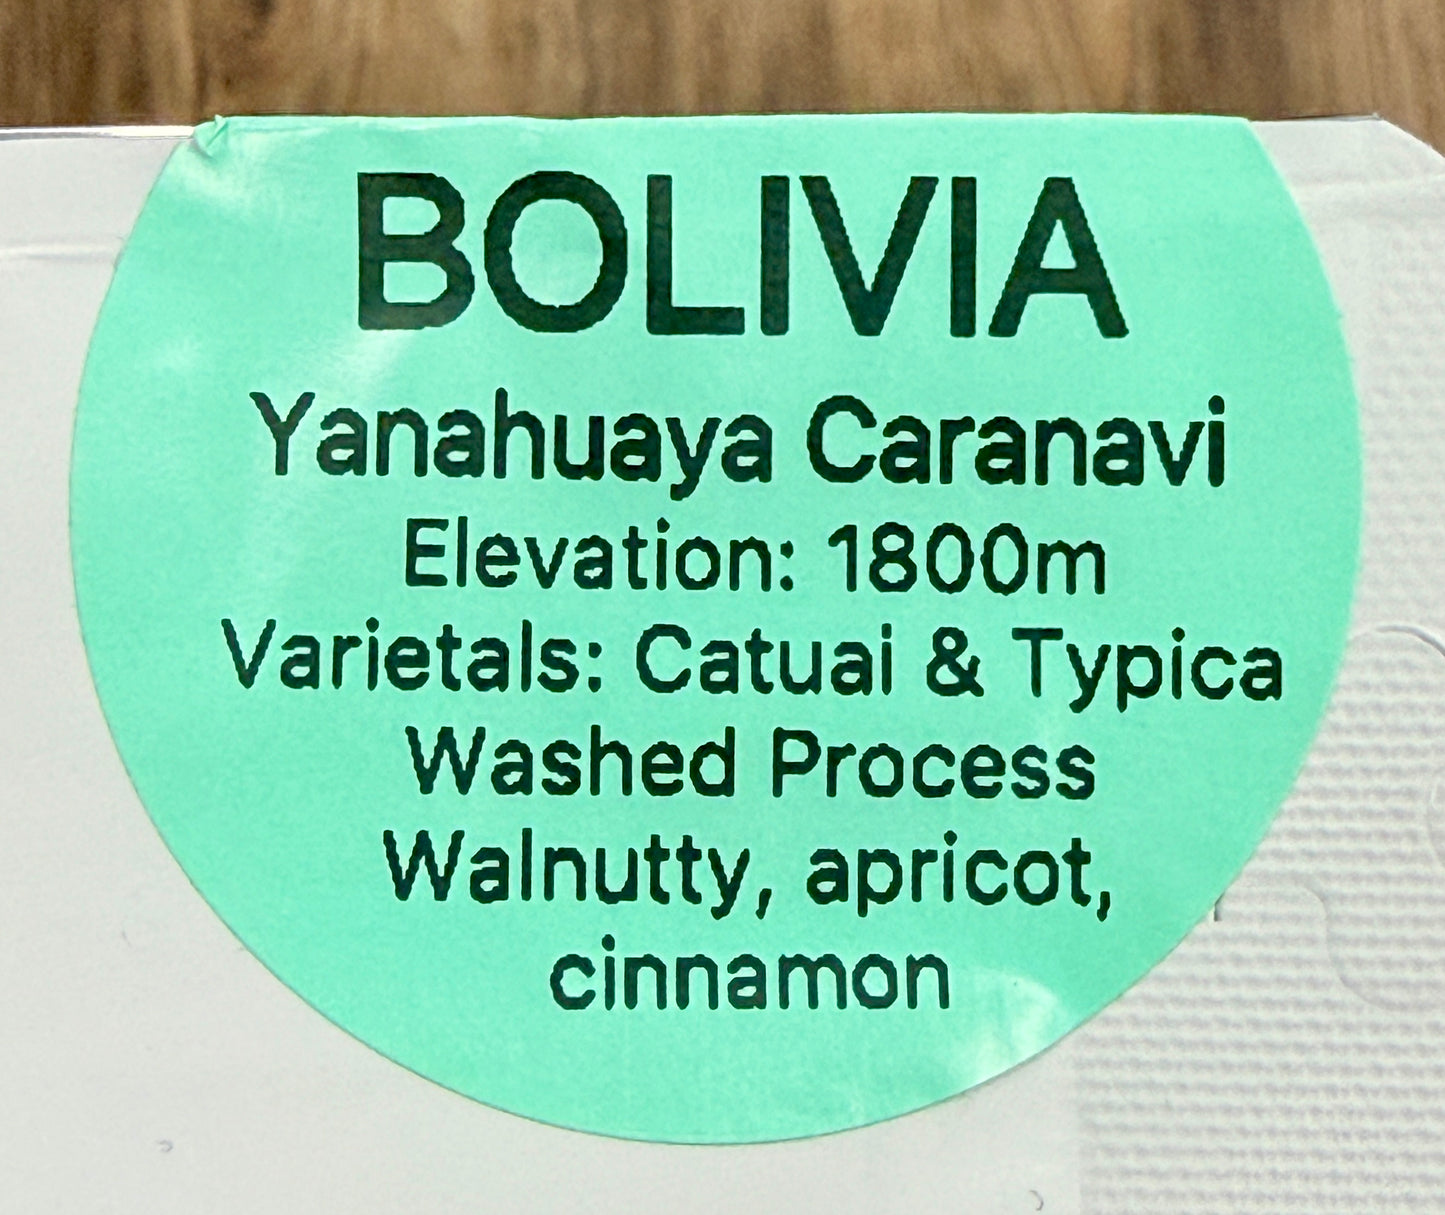 BOLIVIA
Yanahuaya Caranavi
Elevation: 1800m
Varietals: Catuai & Typica
Washed Process
Walnutty, apricot,
cinnamon